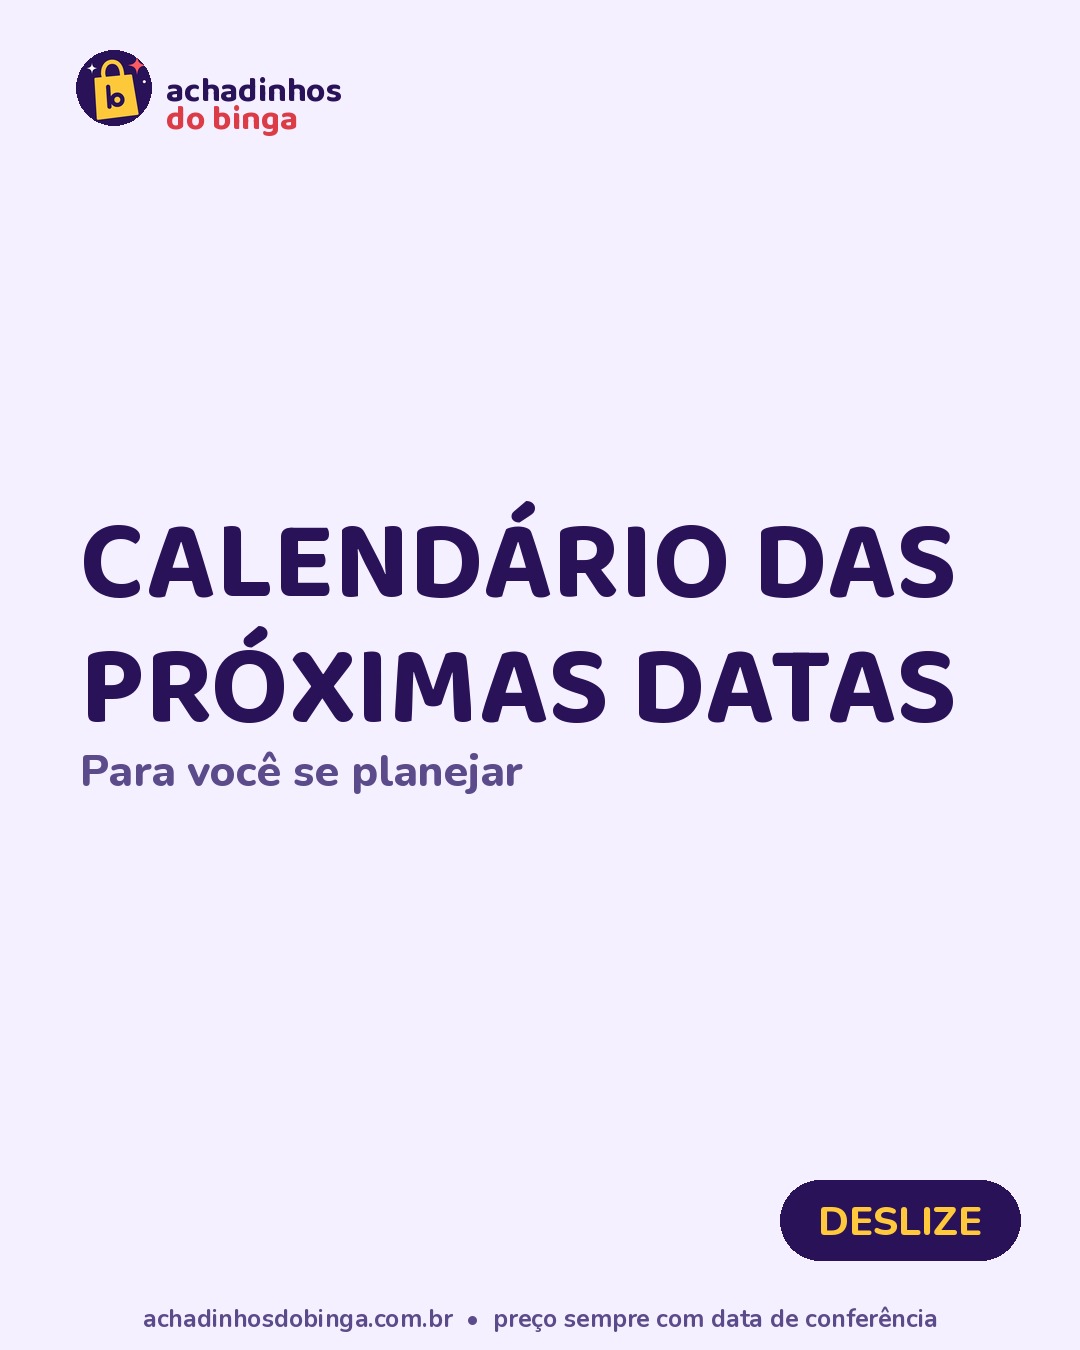 achadinhos
do binga
CALENDÁRIO DAS
PRÓXIMAS DATAS
Para você se planejar
DESLIZE
achadinhosdobinga.com.br • preço sempre com data de conferência